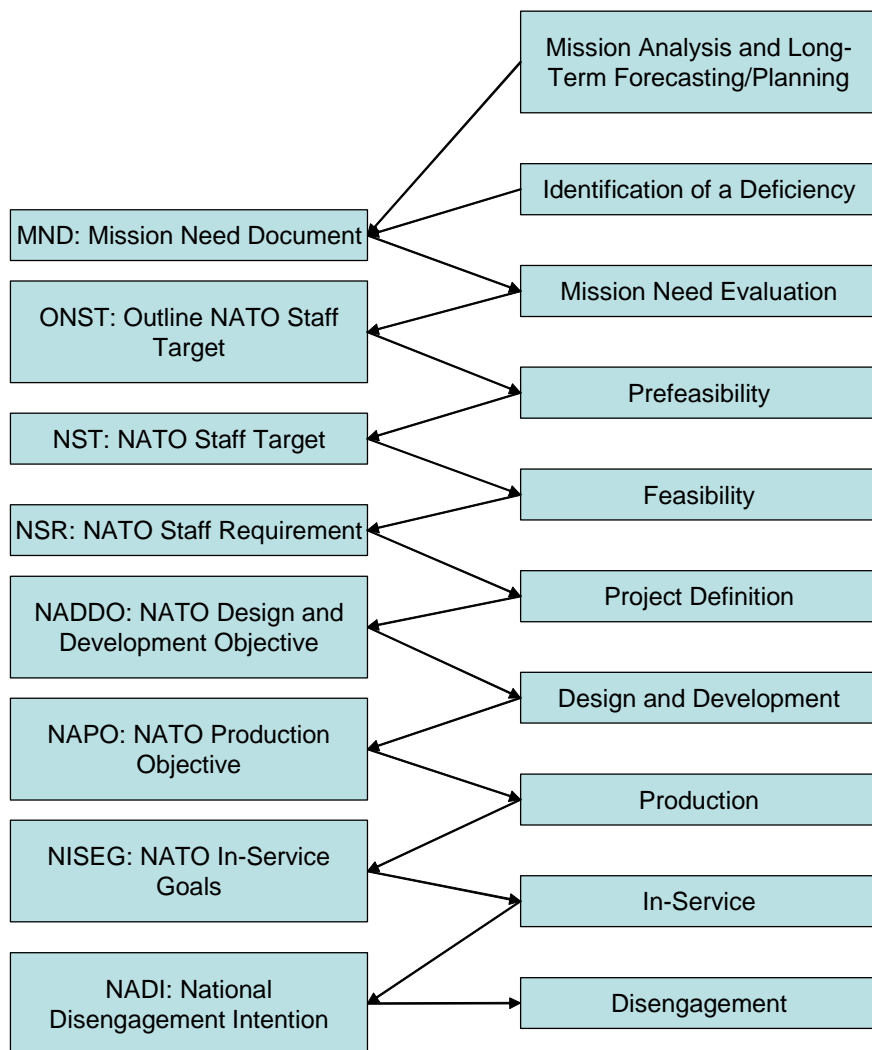 Mission Analysis and Long-
Term Forecasting/Planning
Identification of a Deficiency
MND: Mission Need Document
Mission Need Evaluation
ONST: Outline NATO Staff
Target
Prefeasibility
NST: NATO Staff Target
Feasibility
NSR: NATO Staff Requirement
Project Definition
NADDO: NATO Design and
Development Objective
Design and Development
NAPO: NATO Production
Objective
Production
NISEG: NATO In-Service
Goals
In-Service
NADI: National
Disengagement Intention
Disengagement